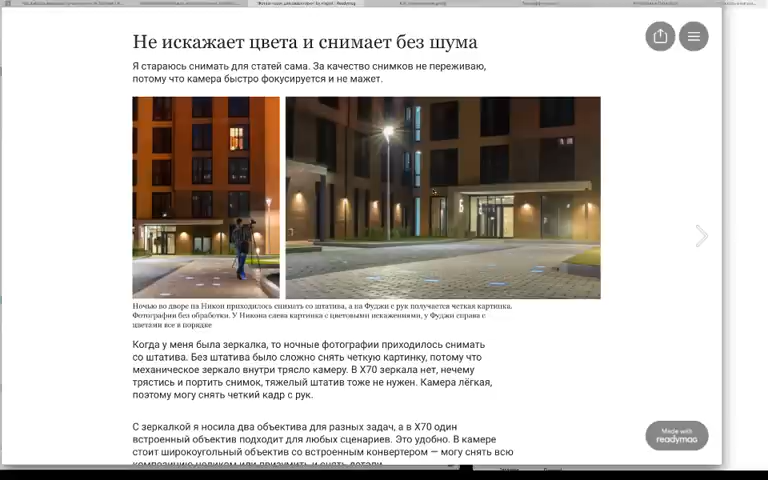 Не искажает цвета и снимает без шума
Я стараюсь снимать для статей сама. За качество снимков не переживаю,
потому что камера быстро фокусируется и не мажет.
Ночью во дворе на Никон приходилось снимать со штатива, а на Фуджи с рук получается четкая картинка.
Фотографии без обработки. У Никона слева картинка с цветовыми искажениями, у Фуджи справа с
цветами все в порядке
Когда у меня была зеркалка, то ночные фотографии приходилось снимать
со штатива. Без штатива было сложно снять четкую картинку, потому что
механическое зеркало внутри трясло камеру. В X70 зеркала нет, нечему
трястись и портить снимок, тяжелый штатив тоже не нужен. Камера лёгкая,
поэтому могу снять четкий кадр с рук.
С зеркалкой я носила два объектива для разных задач, а в X70 один
встроенный объектив подходит для любых сценариев. Это удобно. В камере
стоит широкоугольный объектив со встроенным конвертером — могу снять всю
композицию целиком или призумить и снять детали
Made with
readymag